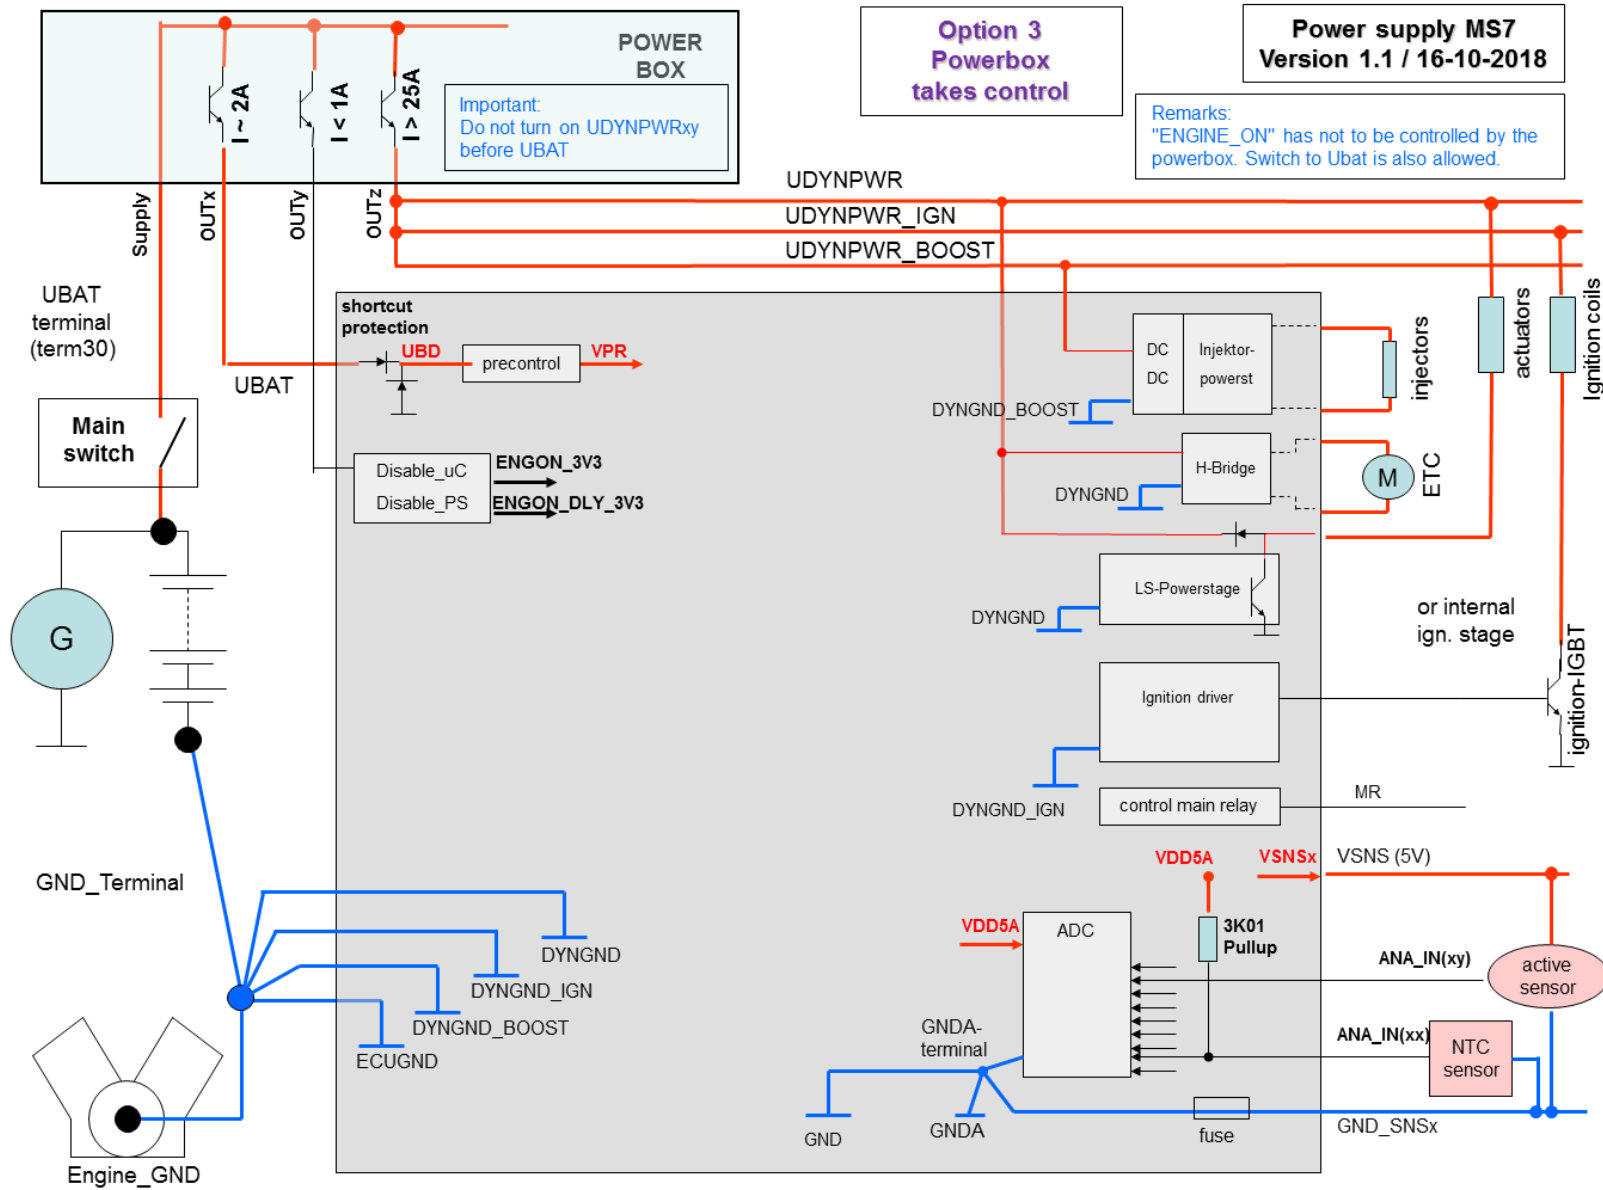 POWER
BOX
Important:
Do not turn on UDYNPWRxy
before UBAT
I ~ 2A
I < 1A
I > 25A
Option 3
Powerbox
takes control
Power supply MS7
Version 1.1 / 16-10-2018
Remarks:
"ENGINE_ON" has not to be controlled by the
powerbox. Switch to Ubat is also allowed.
Supply
OUTx
OUTy
OUTz
UDYNPWR
UDYNPWR_IGN
UDYNPWR_BOOST
UBAT
terminal
(term30)
UBAT
Main
switch
G
shortcut
protection
UBD
precontrol
VPR
Disable_uC
Disable_PS
ENGON_3V3
ENGON_DLY_3V3
DC
DC
Injektor-
powerst
DYNGND_BOOST
injectors
actuators
Ignition coils
H-Bridge
DYNGND
M
ETC
LS-Powerstage
DYNGND
or internal
ign. stage
ignition-IGBT
Ignition driver
DYNGND_IGN
control main relay
MR
VDD5A
VSNSx
VSNS (5V)
VDD5A
ADC
3K01
Pullup
ANA_IN(xy)
active
sensor
ANA_IN(xx)
NTC
sensor
GNDA-
terminal
GND
GNDA
fuse
GND_SNSx
GND_Terminal
DYNGND
DYNGND_IGN
DYNGND_BOOST
ECUGND
Engine_GND